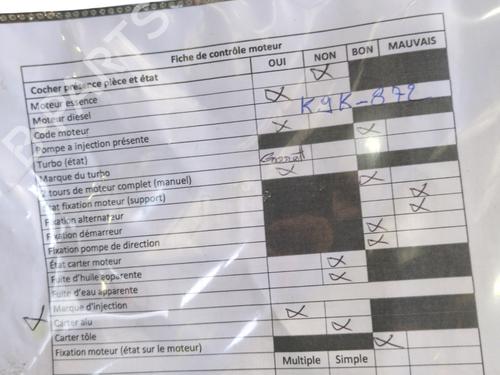 Fiche de contrôle moteur
OUI NON BON MAUVAIS
Cocher présence pièce et état
Moteur essence
Moteur diesel
Code moteur K9K-872
Pompe a injection présente
Turbo (état)
Marque du turbo Garrett
2 tours de moteur complet (manuel)
Etat fixation moteur (support)
Fixation alternateur
Fixation démarreur
Fixation pompe de direction
État carter moteur
Fuite d'huile apparente
Fuite d'eau apparente
Marque d'injection
Carter alu
Carter tôle
Fixation moteur (état sur le moteur)
Multiple Simple